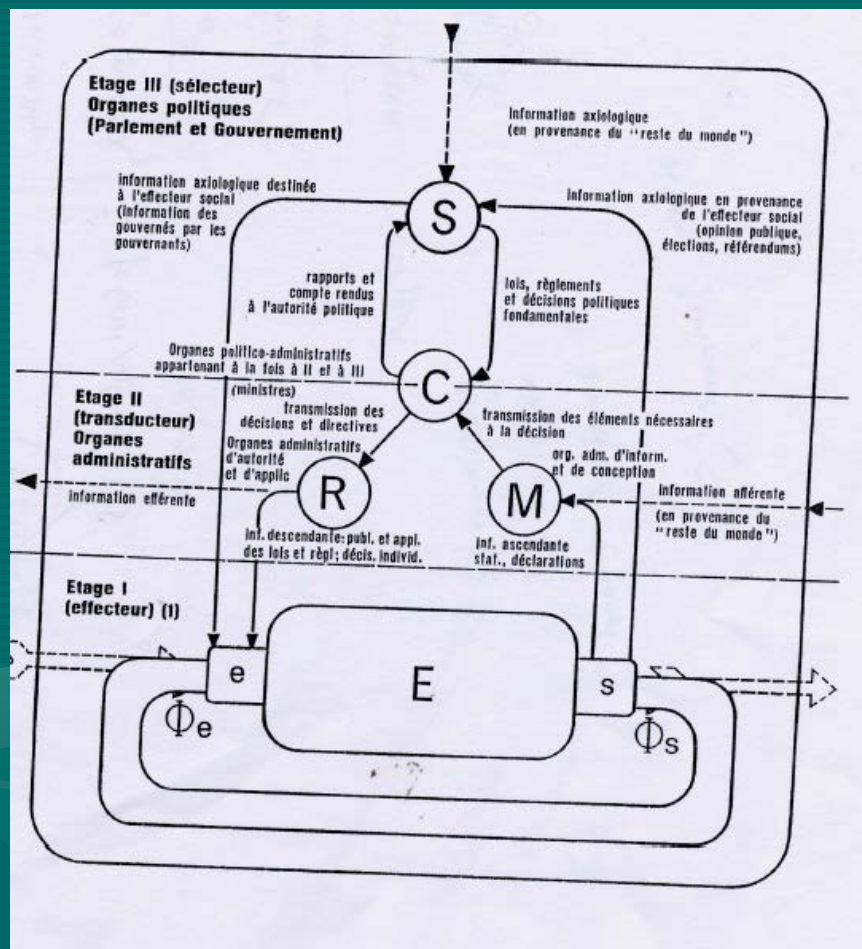 Etage III (sélecteur)
Organes politiques
(Parlement et Gouvernement)
Information axiologique
(en provenance du "reste du monde")
information axiologique destinée
à l'effecteur social
(information des
gouvernés par les
gouvernants)
S
Information axiologique en provenance
de l'effecteur social
(opinion publique,
élections, référendums)
rapports et
compte rendus
à l'autorité politique
lois, règlements
et décisions politiques
fondamentales
Organes politico-administratifs
appartenant à la fois à II et à III
(ministres)
C
Etage II
(transducteur)
Organes
administratifs
transmission des
décisions et directives
transmission des éléments nécessaires
à la décision
Organes administratifs
d'autorité
et d'applic
org. adm. d'inform.
et de conception
R
M
information efférente
information afférente
(en provenance du
"reste du monde")
inf. descendante: publ. et appl.
des lois et règl; décis. individ.
inf. ascendante
stat., déclarations
Etage I
(effecteur) (1)
e
E
s
Φe
Φs